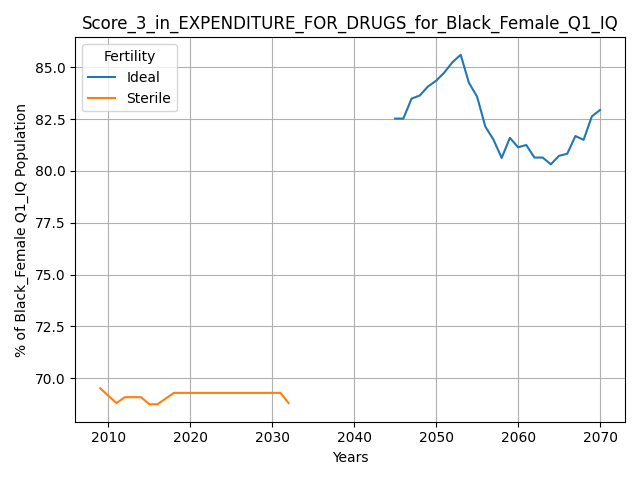 Score_3_in_EXPENDITURE_FOR_DRUGS_for_Black_Female_Q1_IQ
Fertility
Ideal
Sterile
% of Black_Female Q1_IQ Population
85.0
82.5
80.0
77.5
75.0
72.5
70.0
2010 2020 2030 2040 2050 2060 2070
Years